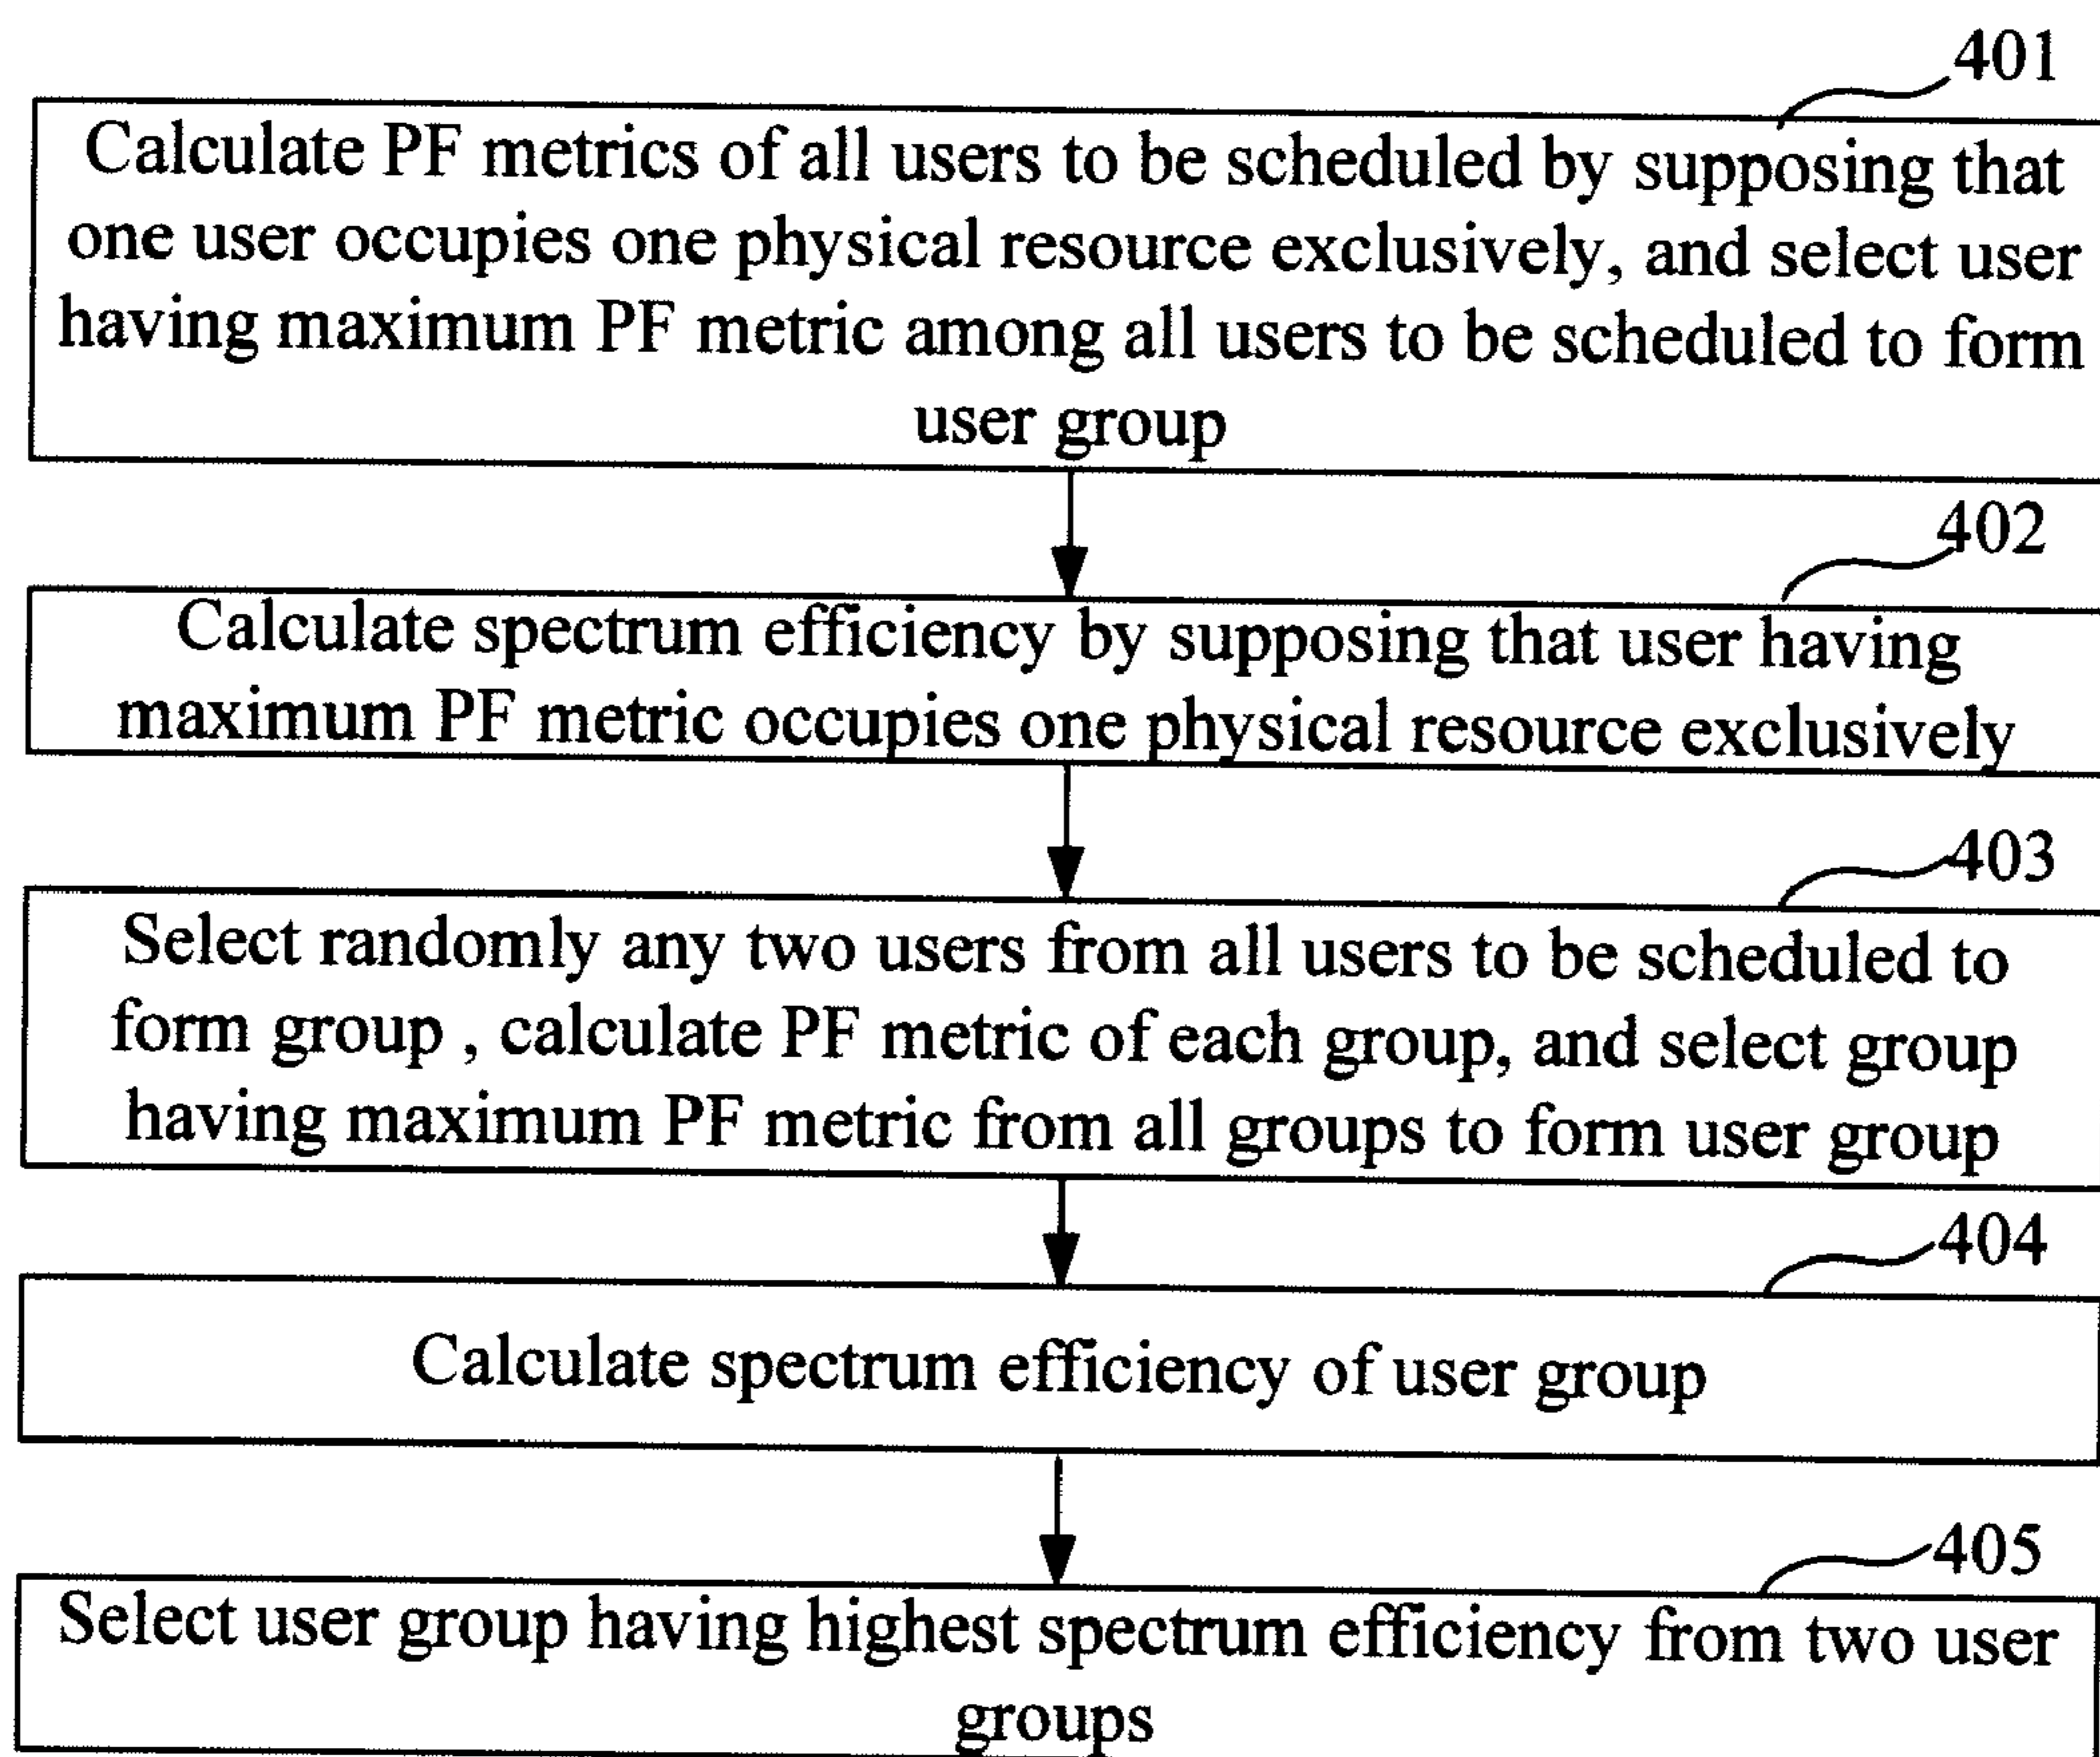 401
Calculate PF metrics of all users to be scheduled by supposing that
one user occupies one physical resource exclusively, and select user
having maximum PF metric among all users to be scheduled to form
user group
402
Calculate spectrum efficiency by supposing that user having
maximum PF metric occupies one physical resource exclusively
403
Select randomly any two users from all users to be scheduled to
form group , calculate PF metric of each group, and select group
having maximum PF metric from all groups to form user group
404
Calculate spectrum efficiency of user group
405
Select user group having highest spectrum efficiency from two user
groups